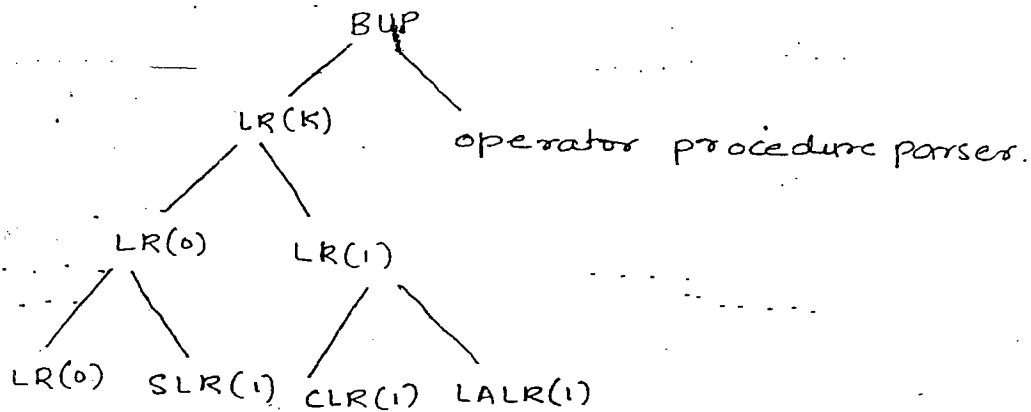 BUP
LR(K)
operator procedure parser.
LR(0) LR(1)
LR(0) SLR(1) CLR(1) LALR(1)